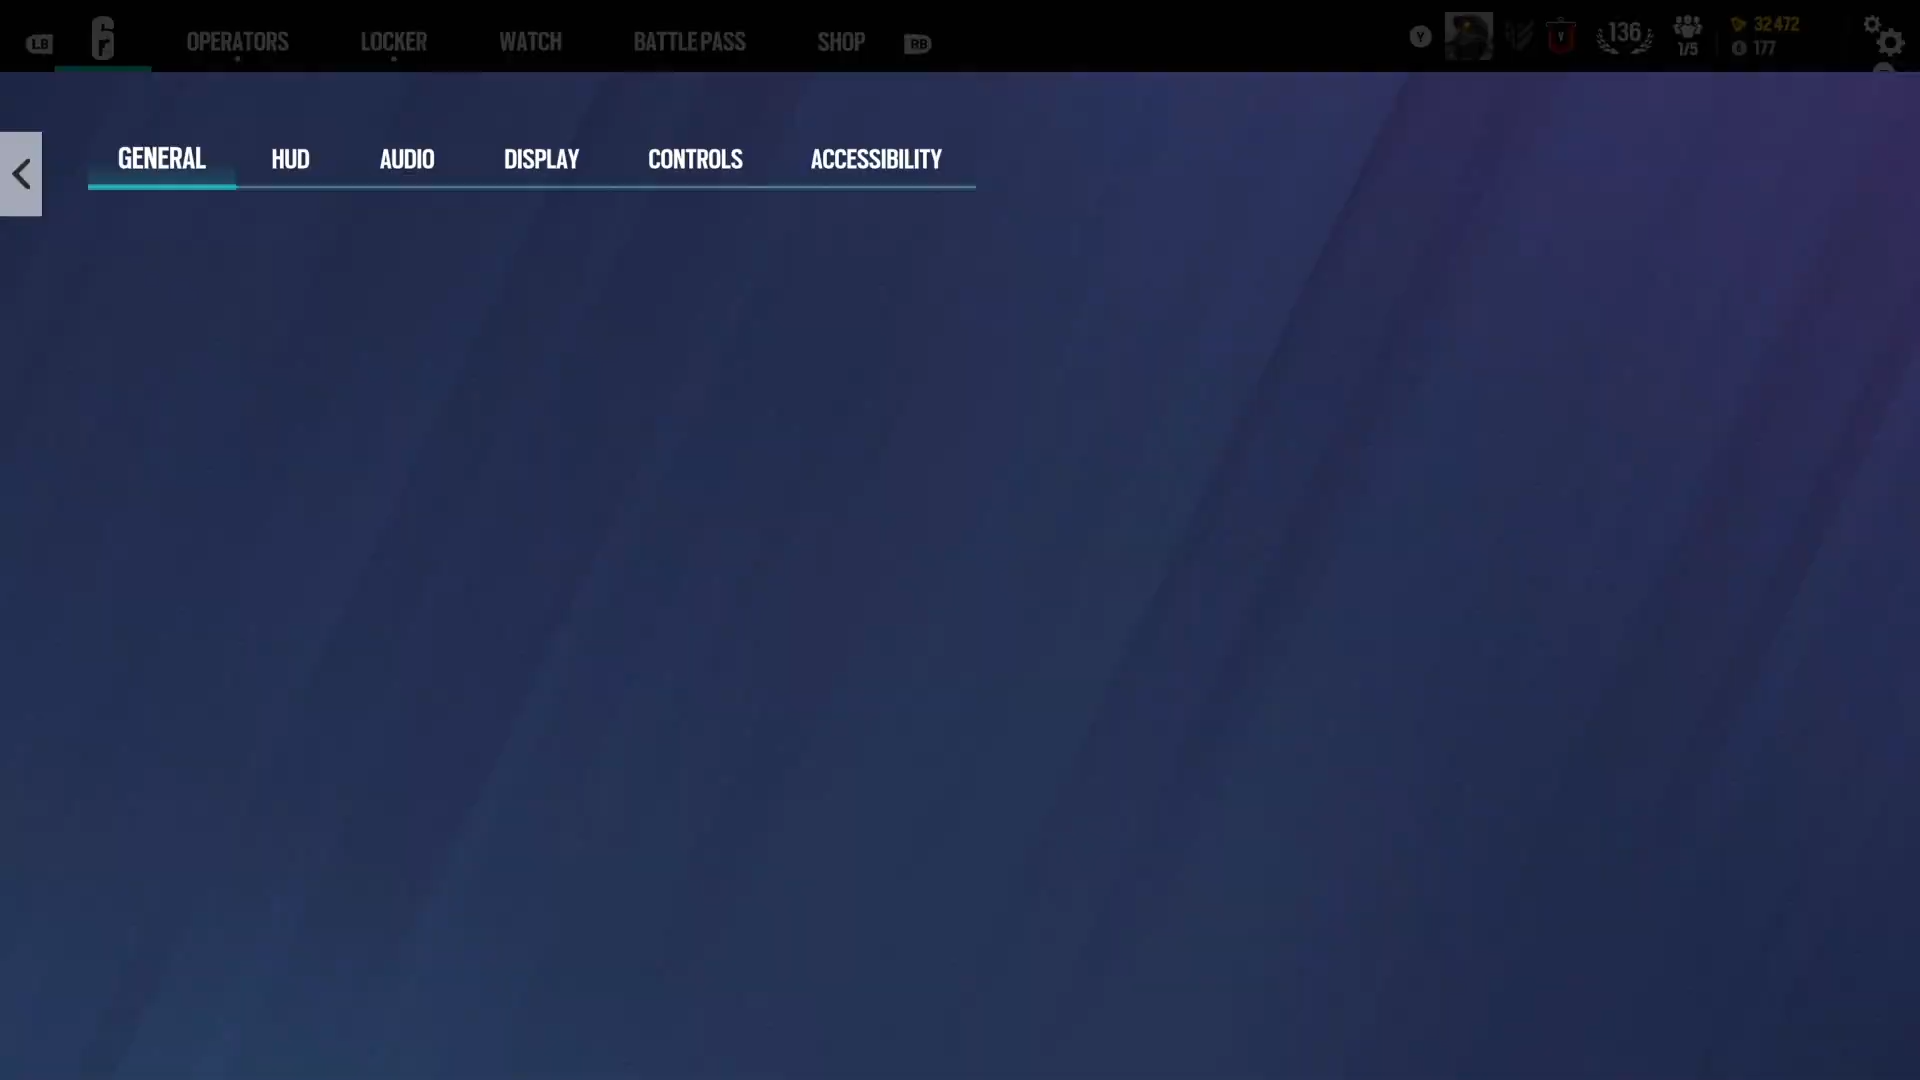 LB OPERATORS LOCKER WATCH BATTLE PASS SHOP RB
Y V 136 1/5 32 472
177
GENERAL HUD AUDIO DISPLAY CONTROLS ACCESSIBILITY